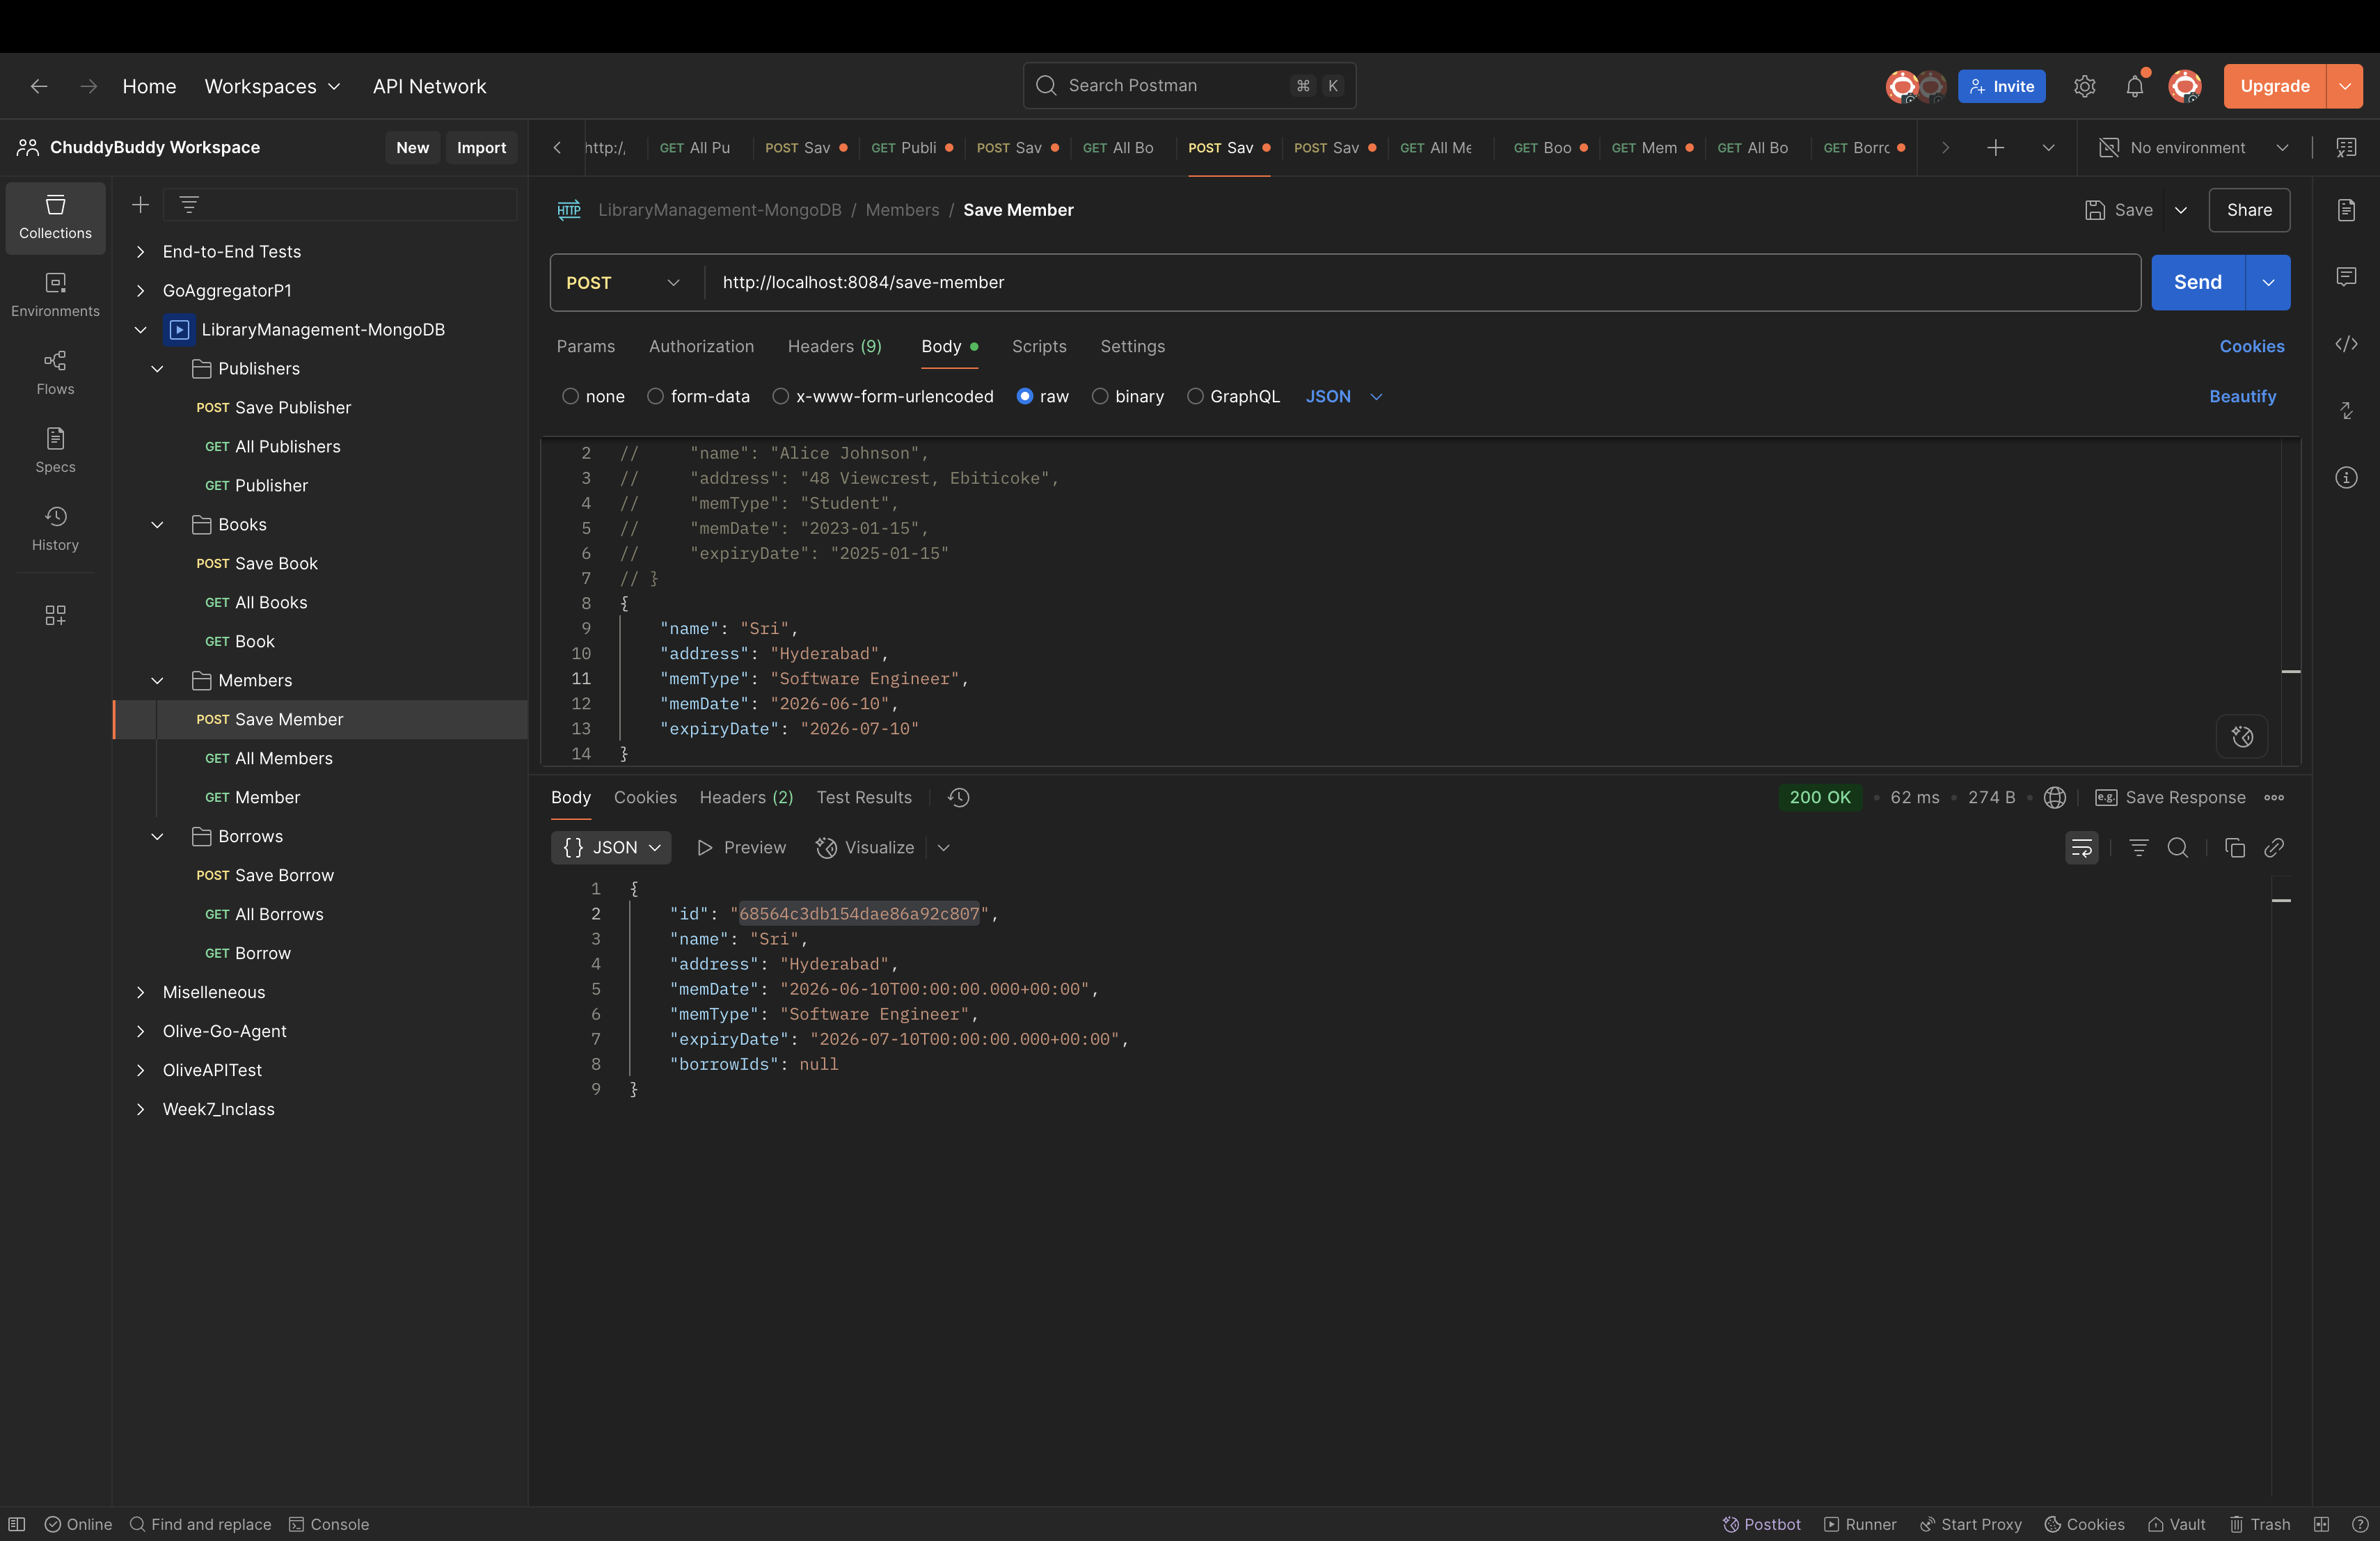 Home Workspaces API Network
Search Postman ⌘ K
Invite Upgrade
ChuddyBuddy Workspace New Import
http:/, GET All Pu POST Sav GET Publi POST Sav GET All Bo POST Sav POST Sav GET All Me GET Boo GET Mem GET All Bo GET Borrc No environment
Collections
Environments
Flows
Specs
History
End-to-End Tests
GoAggregatorP1
LibraryManagement-MongoDB
Publishers
POST Save Publisher
GET All Publishers
GET Publisher
Books
POST Save Book
GET All Books
GET Book
Members
POST Save Member
GET All Members
GET Member
Borrows
POST Save Borrow
GET All Borrows
GET Borrow
Miselleneous
Olive-Go-Agent
OliveAPITest
Week7_Inclass
HTTP LibraryManagement-MongoDB / Members / Save Member Save Share
POST http://localhost:8084/save-member Send
Params Authorization Headers (9) Body Scripts Settings Cookies
none form-data x-www-form-urlencoded raw binary GraphQL JSON Beautify
2 // "name": "Alice Johnson",
3 // "address": "48 Viewcrest, Ebiticoke",
4 // "memType": "Student",
5 // "memDate": "2023-01-15",
6 // "expiryDate": "2025-01-15"
7 // }
8 {
9 "name": "Sri",
10 "address": "Hyderabad",
11 "memType": "Software Engineer",
12 "memDate": "2026-06-10",
13 "expiryDate": "2026-07-10"
14 }
Body Cookies Headers (2) Test Results 200 OK 62 ms 274 B e.g. Save Response
{} JSON Preview Visualize
1 {
2 "id": "68564c3db154dae86a92c807",
3 "name": "Sri",
4 "address": "Hyderabad",
5 "memDate": "2026-06-10T00:00:00.000+00:00",
6 "memType": "Software Engineer",
7 "expiryDate": "2026-07-10T00:00:00.000+00:00",
8 "borrowIds": null
9 }
Online Find and replace Console Postbot Runner Start Proxy Cookies Vault Trash